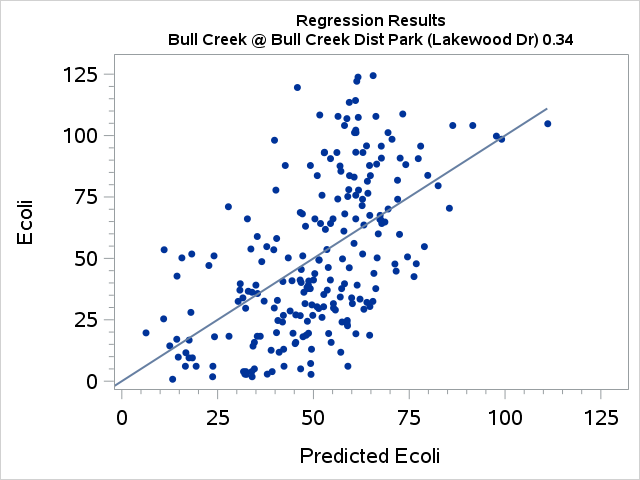 Regression Results
Bull Creek @ Bull Creek Dist Park (Lakewood Dr) 0.34
125
100
75
50
25
0
Ecoli
0 25 50 75 100 125
Predicted Ecoli